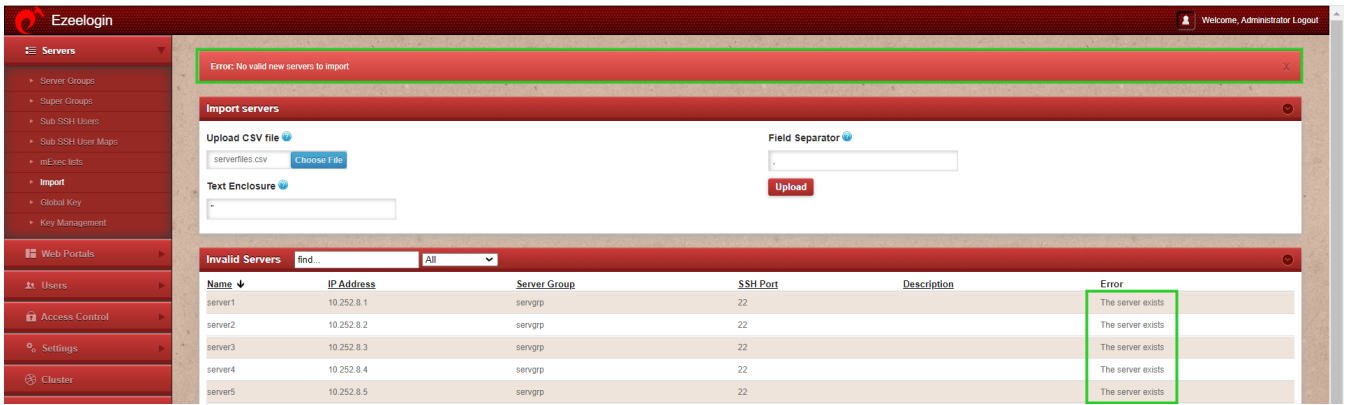 Ezeelogin
Welcome, Administrator Logout
Servers
Server Groups
Super Groups
Sub SSH Users
Sub SSH User Maps
mExec lists
Import
Global Key
Key Management
Web Portals
Users
Access Control
Settings
Cluster
Error: No valid new servers to import X
Import servers
Upload CSV file
serverfiles.csv Choose File
Field Separator
,
Text Enclosure
"
Upload
Invalid Servers find... All
Name IP Address Server Group SSH Port Description Error
server1 10.252.8.1 servgrp 22 The server exists
server2 10.252.8.2 servgrp 22 The server exists
server3 10.252.8.3 servgrp 22 The server exists
server4 10.252.8.4 servgrp 22 The server exists
server5 10.252.8.5 servgrp 22 The server exists